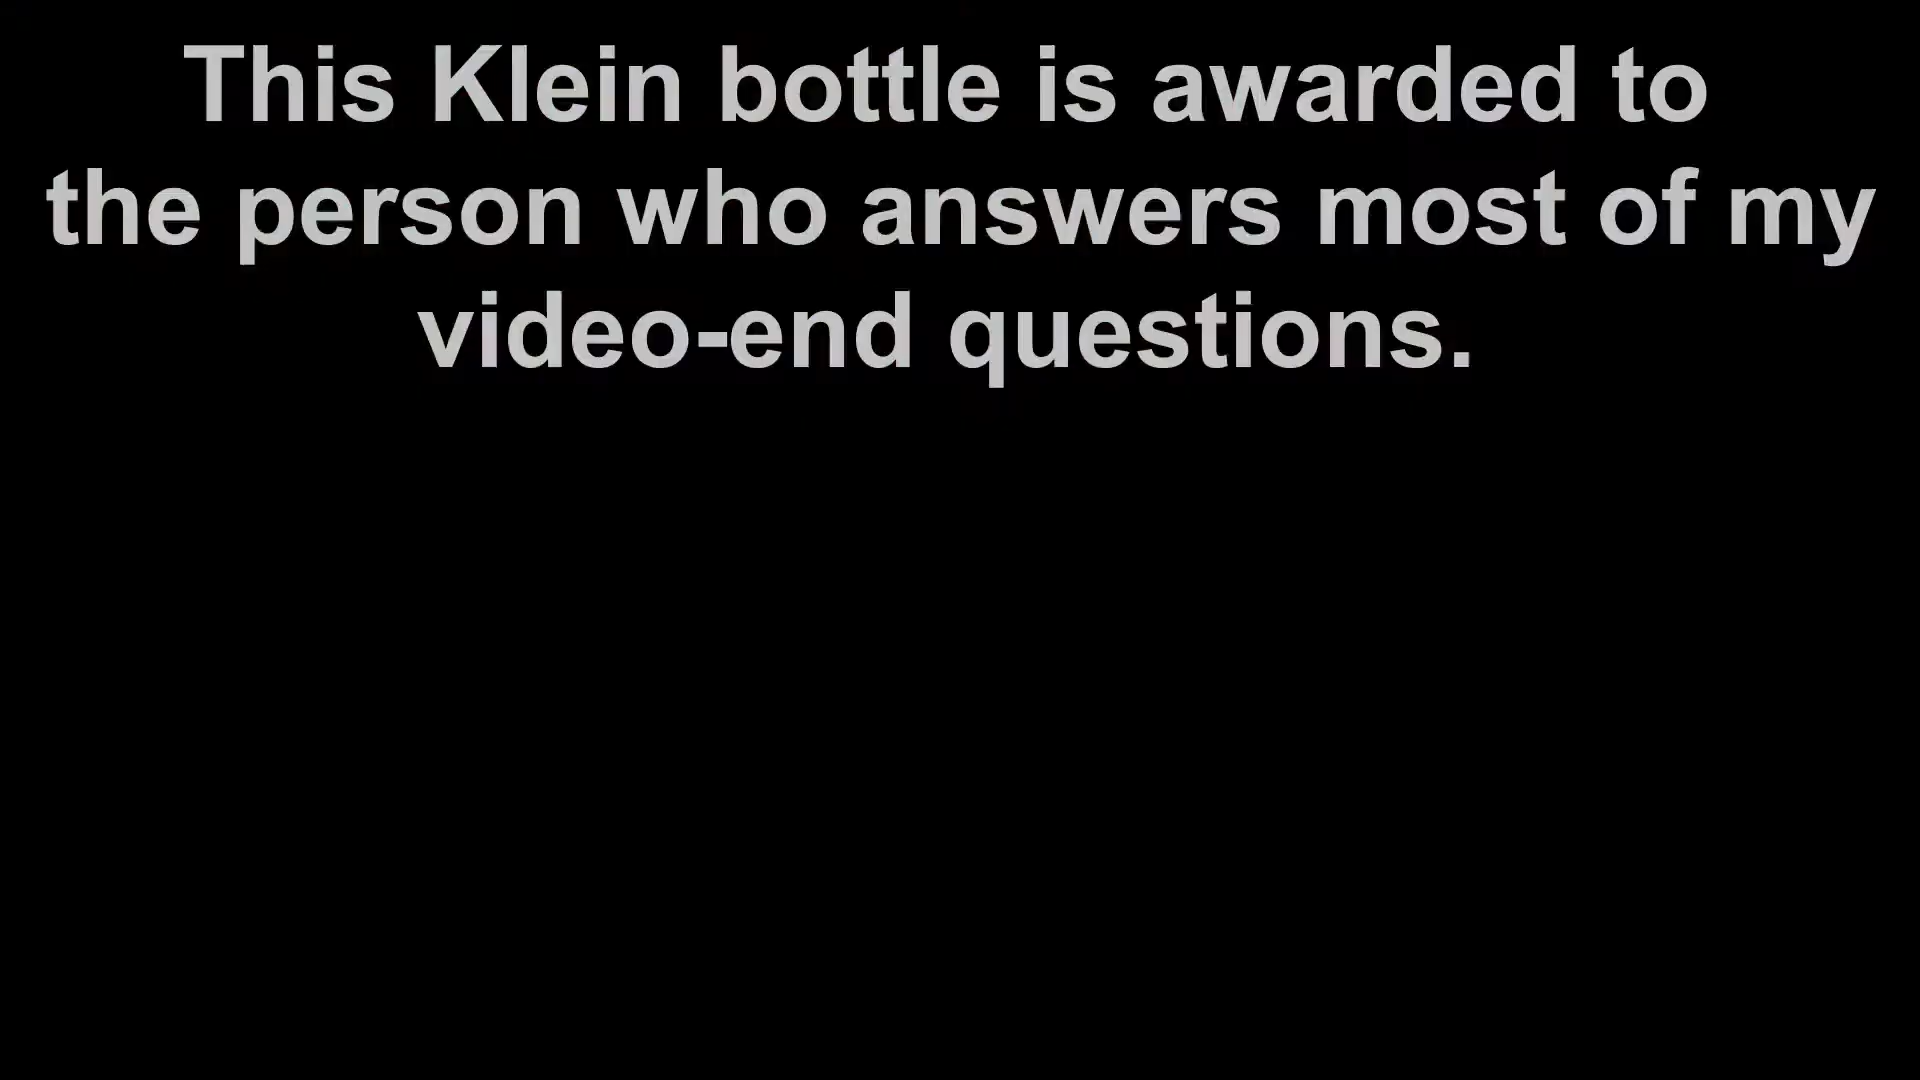 This Klein bottle is awarded to
the person who answers most of my
video-end questions.